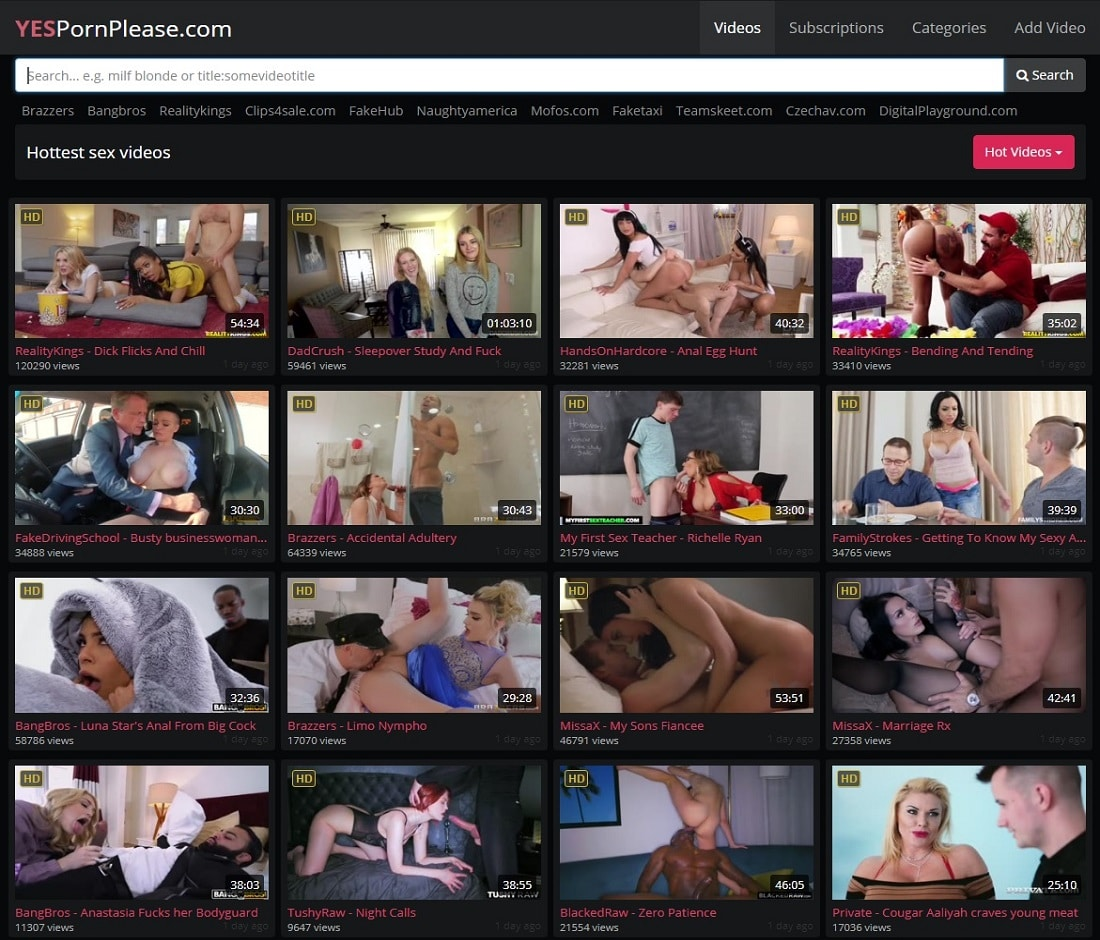 YESPornPlease.com
Videos Subscriptions Categories Add Video
Search... e.g. milf blonde or title:somevideotitle
Search
Brazzers Bangbros Realitykings Clips4sale.com FakeHub Naughtyamerica Mofos.com Faketaxi Teamskeet.com Czechav.com DigitalPlayground.com
Hottest sex videos
Hot Videos
HD HD HD HD
54:34 01:03:10 40:32 35:02
RealityKings - Dick Flicks And Chill DadCrush - Sleepover Study And Fuck HandsOnHardcore - Anal Egg Hunt RealityKings - Bending And Tending
120290 views 1 day ago 59461 views 1 day ago 32281 views 1 day ago 33410 views 1 day ago
HD HD HD HD
Homework
30:30 30:43 33:00 39:39
MYFIRSTSEXTEACHER.COM
FakeDrivingSchool - Busty businesswoman... Brazzers - Accidental Adultery My First Sex Teacher - Richelle Ryan FamilyStrokes - Getting To Know My Sexy A...
34888 views 1 day ago 64339 views 1 day ago 21579 views 1 day ago 34765 views 1 day ago
HD HD HD HD
32:36 29:28 53:51 42:41
BangBros - Luna Star's Anal From Big Cock Brazzers - Limo Nympho MissaX - My Sons Fiancee MissaX - Marriage Rx
58786 views 1 day ago 17070 views 1 day ago 46791 views 1 day ago 27358 views 1 day ago
HD HD HD HD
38:03 38:55 46:05 25:10
BangBros - Anastasia Fucks her Bodyguard TushyRaw - Night Calls BlackedRaw - Zero Patience Private - Cougar Aaliyah craves young meat
11307 views 1 day ago 9647 views 1 day ago 21554 views 1 day ago 17036 views 1 day ago